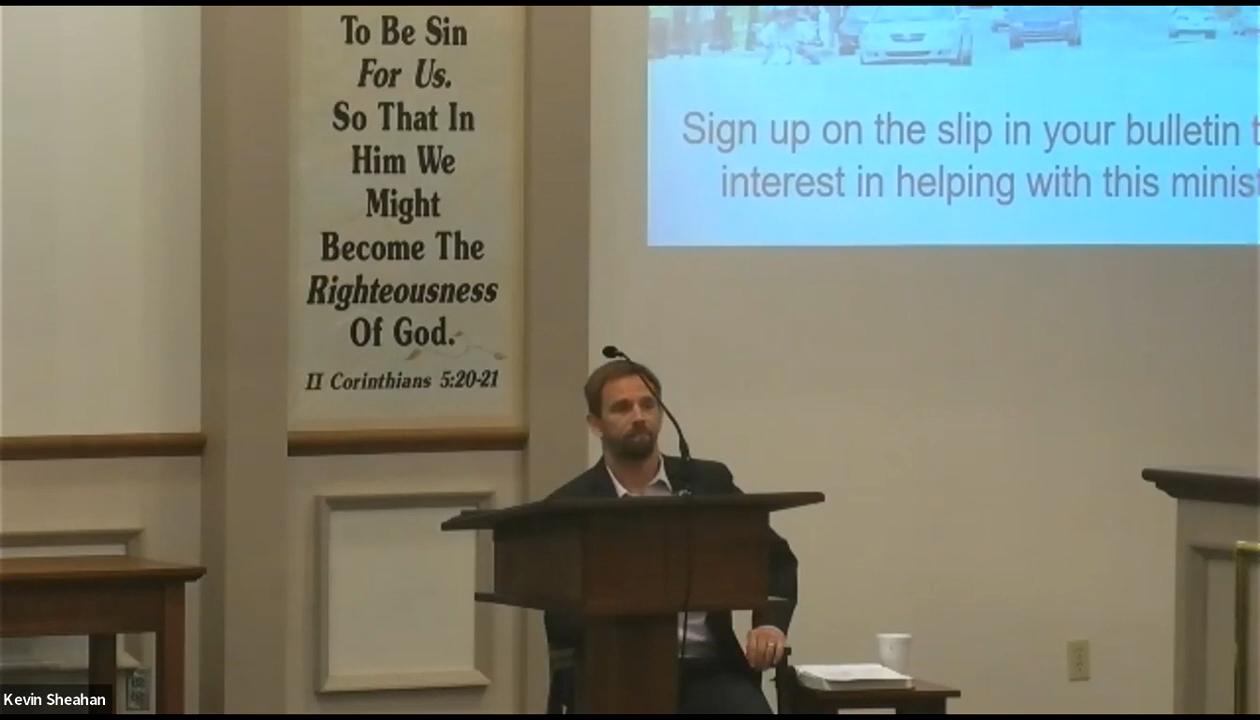 To Be Sin
For Us.
So That In
Him We
Might
Become The
Righteousness
Of God.
II Corinthians 5:20-21
Sign up on the slip in your bulletin
interest in helping with this
Kevin Sheahan